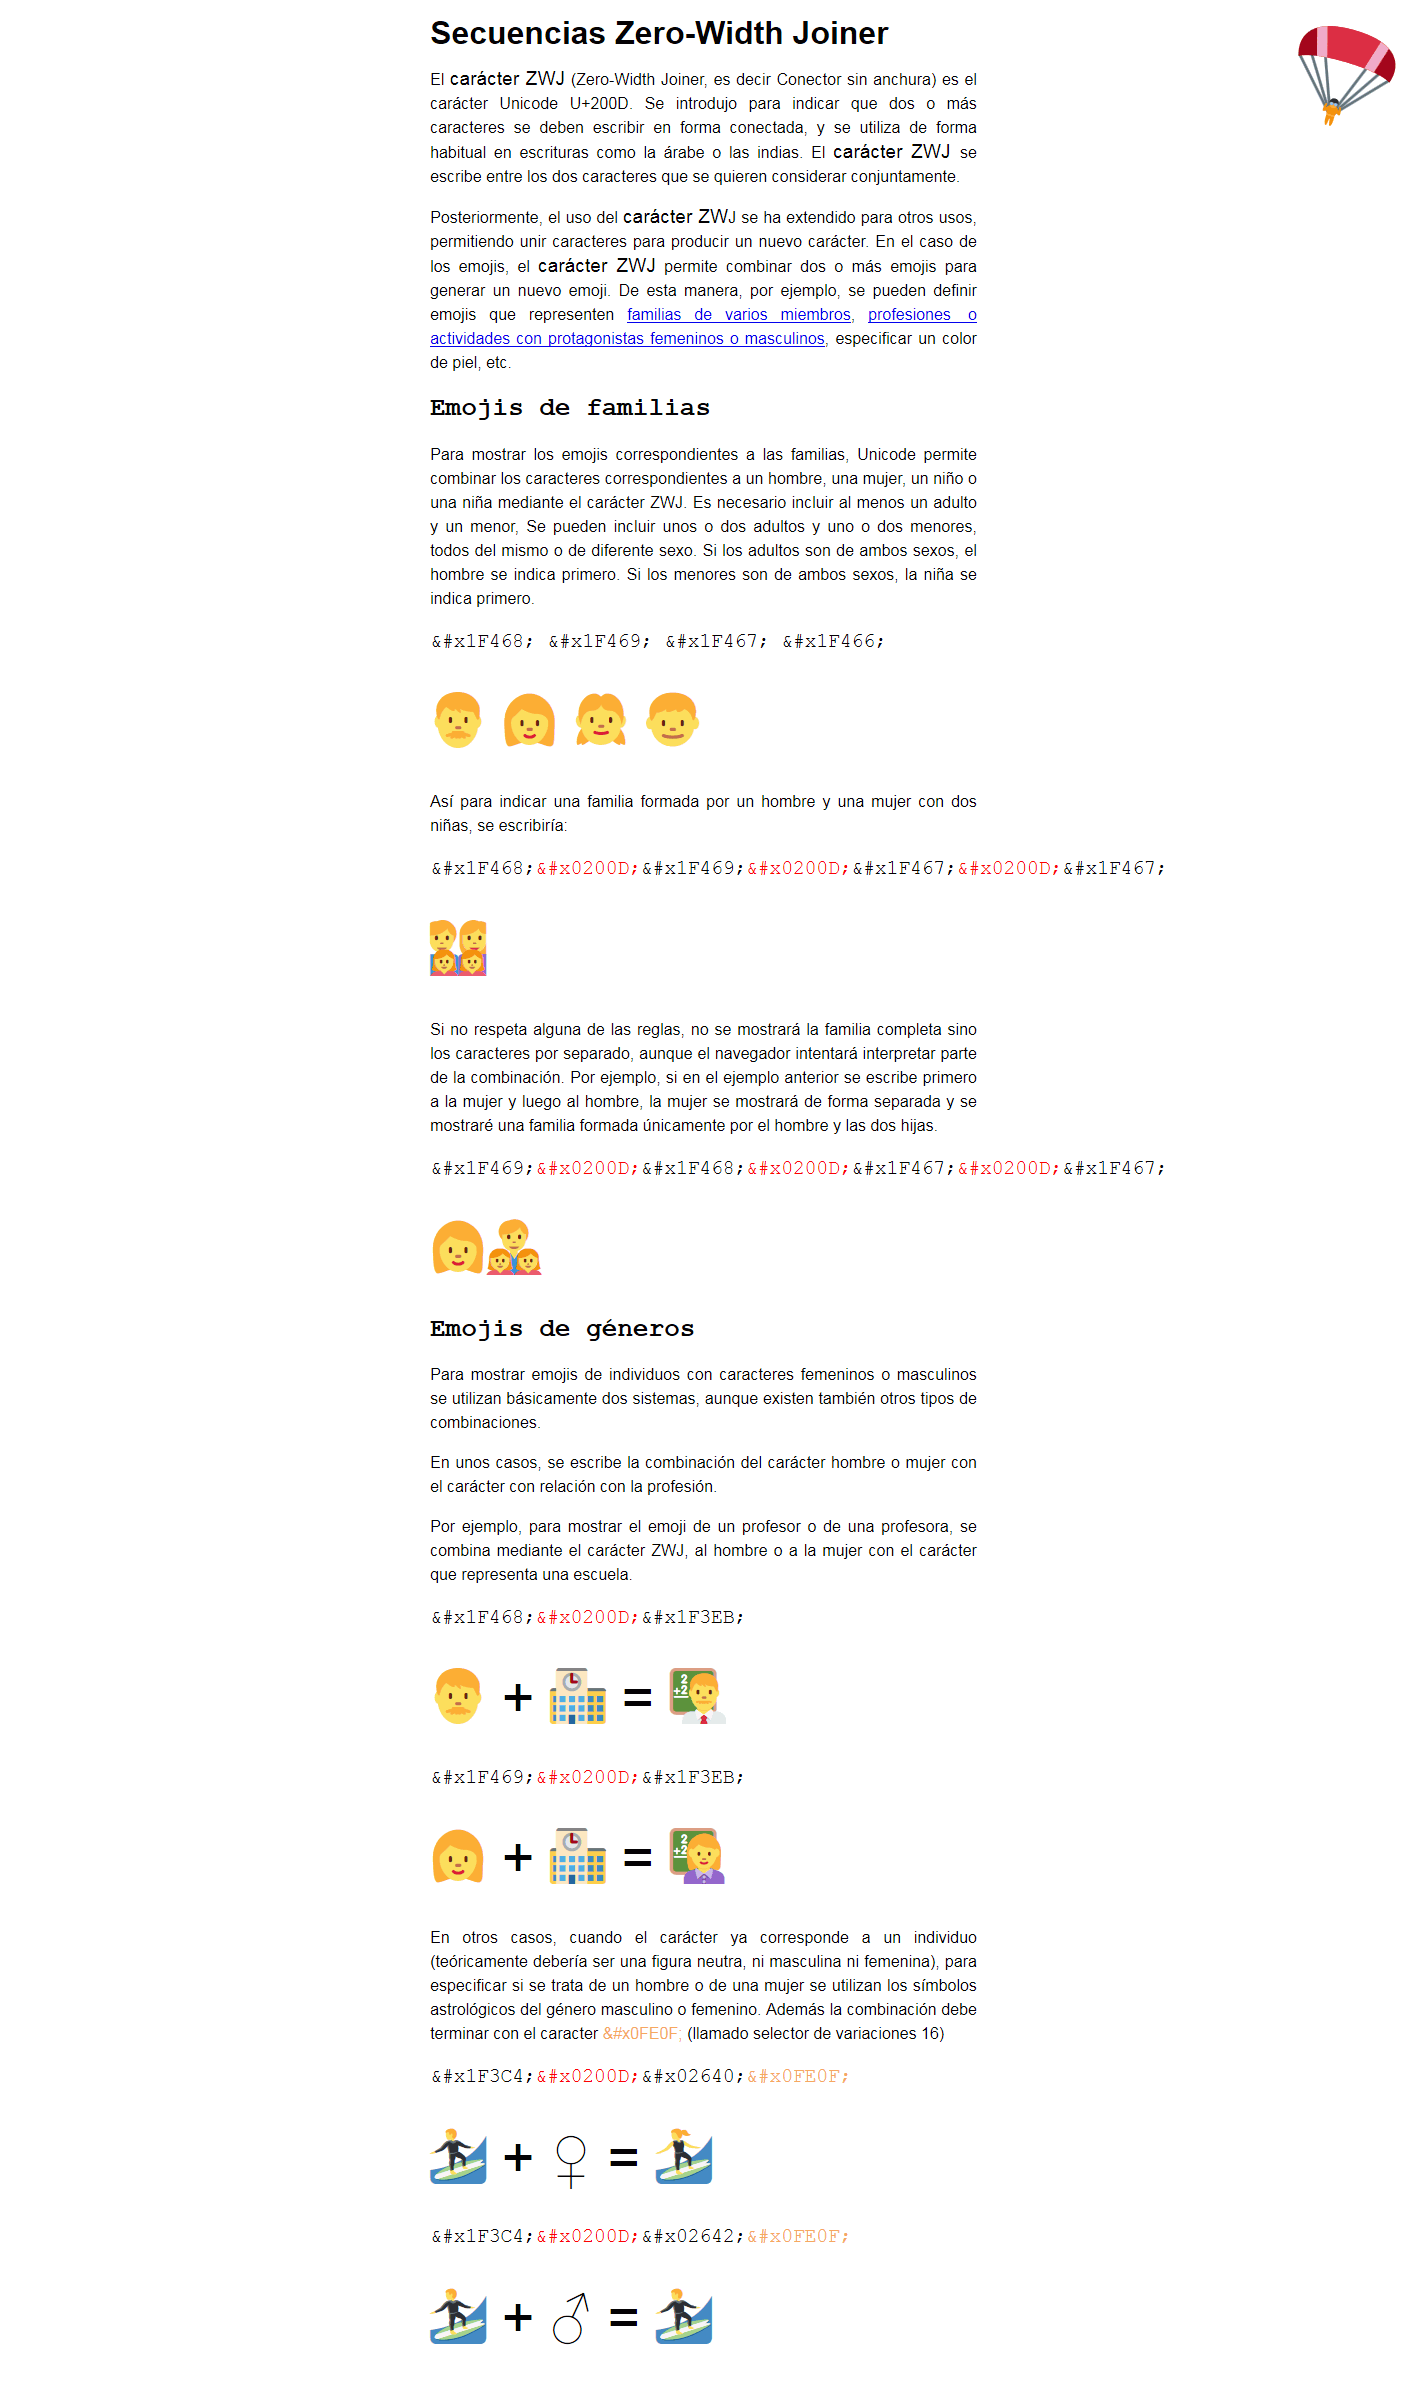 Secuencias Zero-Width Joiner
El carácter ZWJ (Zero-Width Joiner, es decir Conector sin anchura) es el
carácter Unicode U+200D. Se introdujo para indicar que dos o más
caracteres se deben escribir en forma conectada, y se utiliza de forma
habitual en escrituras como la árabe o las indias. El carácter ZWJ se
escribe entre los dos caracteres que se quieren considerar conjuntamente.
Posteriormente, el uso del carácter ZWJ se ha extendido para otros usos,
permitiendo unir caracteres para producir un nuevo carácter. En el caso de
los emojis, el carácter ZWJ permite combinar dos o más emojis para
generar un nuevo emoji. De esta manera, por ejemplo, se pueden definir
emojis que representen familias de varios miembros, profesiones o
actividades con protagonistas femeninos o masculinos, especificar un color
de piel, etc.
Emojis de familias
Para mostrar los emojis correspondientes a las familias, Unicode permite
combinar los caracteres correspondientes a un hombre, una mujer, un niño o
una niña mediante el carácter ZWJ. Es necesario incluir al menos un adulto
y un menor, Se pueden incluir unos o dos adultos y uno o dos menores,
todos del mismo o de diferente sexo. Si los adultos son de ambos sexos, el
hombre se indica primero. Si los menores son de ambos sexos, la niña se
indica primero.
&#x1F468; &#x1F469; &#x1F467; &#x1F466;
Así para indicar una familia formada por un hombre y una mujer con dos
niñas, se escribiría:
&#x1F468;&#x0200D;&#x1F469;&#x0200D;&#x1F467;&#x0200D;&#x1F467;
Si no respeta alguna de las reglas, no se mostrará la familia completa sino
los caracteres por separado, aunque el navegador intentará interpretar parte
de la combinación. Por ejemplo, si en el ejemplo anterior se escribe primero
a la mujer y luego al hombre, la mujer se mostrará de forma separada y se
mostraré una familia formada únicamente por el hombre y las dos hijas.
&#x1F469;&#x0200D;&#x1F468;&#x0200D;&#x1F467;&#x0200D;&#x1F467;
Emojis de géneros
Para mostrar emojis de individuos con caracteres femeninos o masculinos
se utilizan básicamente dos sistemas, aunque existen también otros tipos de
combinaciones.
En unos casos, se escribe la combinación del carácter hombre o mujer con
el carácter con relación con la profesión.
Por ejemplo, para mostrar el emoji de un profesor o de una profesora, se
combina mediante el carácter ZWJ, al hombre o a la mujer con el carácter
que representa una escuela.
&#x1F468;&#x0200D;&#x1F3EB;
+ = 2 +2
&#x1F469;&#x0200D;&#x1F3EB;
+ = 2 +2
En otros casos, cuando el carácter ya corresponde a un individuo
(teóricamente debería ser una figura neutra, ni masculina ni femenina), para
especificar si se trata de un hombre o de una mujer se utilizan los símbolos
astrológicos del género masculino o femenino. Además la combinación debe
terminar con el caracter &#x0FE0F; (llamado selector de variaciones 16)
&#x1F3C4;&#x0200D;&#x02640;&#x0FE0F;
+ ♀ =
&#x1F3C4;&#x0200D;&#x02642;&#x0FE0F;
+ ♂ =